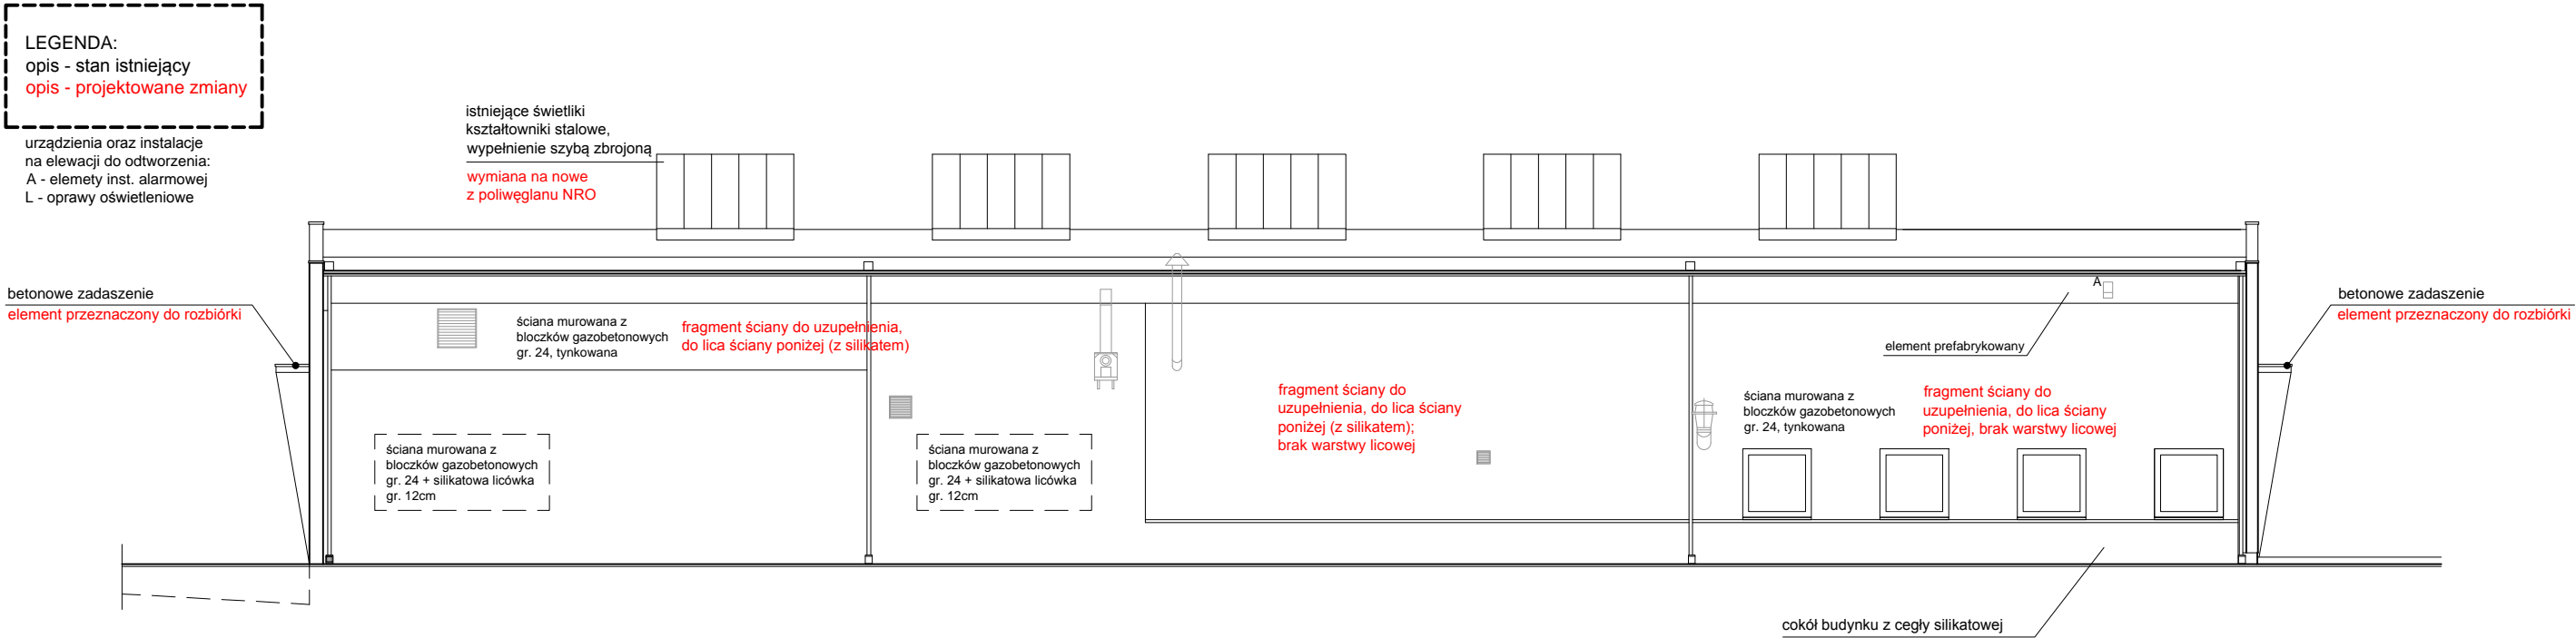 LEGENDA:
opis - stan istniejący
opis - projektowane zmiany
urządzienia oraz instalacje
na elewacji do odtworzenia:
A - elemety inst. alarmowej
L - oprawy oświetleniowe
istniejące świetliki
kształtowniki stalowe,
wypełnienie szybą zbrojoną
wymiana na nowe
z poliwęglanu NRO
betonowe zadaszenie
element przeznaczony do rozbiórki
ściana murowana z
bloczków gazobetonowych
gr. 24, tynkowana
fragment ściany do uzupełnienia,
do lica ściany poniżej (z silikatem)
ściana murowana z
bloczków gazobetonowych
gr. 24 + silikatowa licówka
gr. 12cm
ściana murowana z
bloczków gazobetonowych
gr. 24 + silikatowa licówka
gr. 12cm
fragment ściany do
uzupełnienia, do lica ściany
poniżej (z silikatem);
brak warstwy licowej
A
element prefabrykowany
ściana murowana z
bloczków gazobetonowych
gr. 24, tynkowana
fragment ściany do
uzupełnienia, do lica ściany
poniżej, brak warstwy licowej
betonowe zadaszenie
element przeznaczony do rozbiórki
cokół budynku z cegły silikatowej